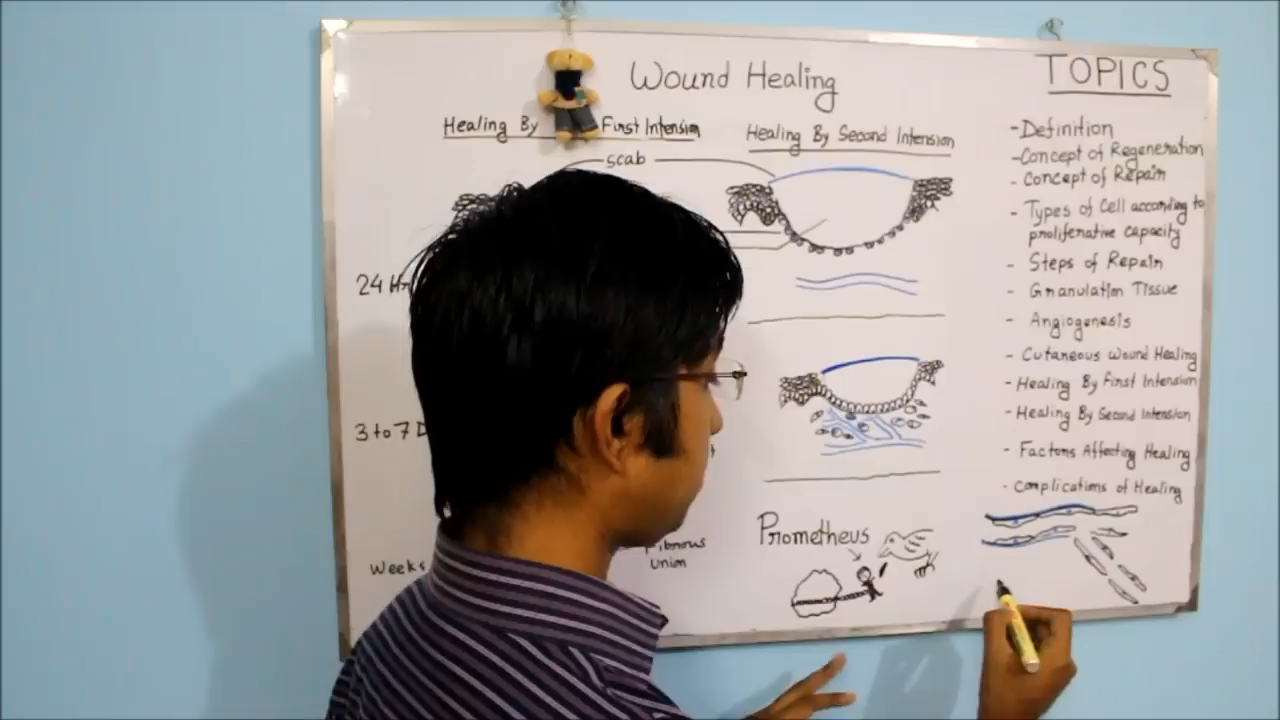 Wound Healing
Healing By First Intension
Healing By Second Intension
scab
24 Hr
3 to 7 D
Weeks
Fibrous
Union
Prometheus
TOPICS
- Definition
- Concept of Regeneration
- Concept of Repair
- Types of Cell according to
proliferative capacity
- Steps of Repair
- Granulation Tissue
- Angiogenesis
- Cutaneous Wound Healing
- Healing By First Intension
- Healing By Second Intension
- Factors Affecting Healing
- Complications of Healing